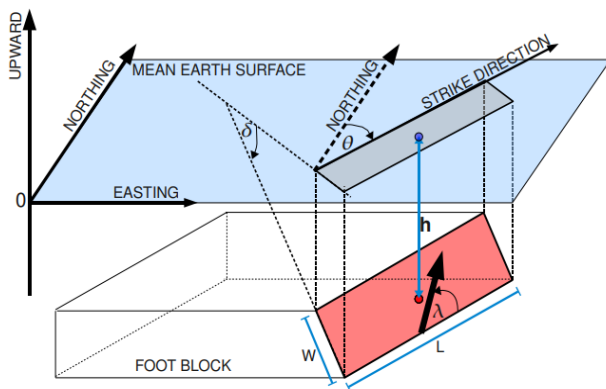 UPWARD
NORTHING
MEAN EARTH SURFACE
NORTHING
STRIKE DIRECTION
δ
θ
0
EASTING
h
λ
W
L
FOOT BLOCK